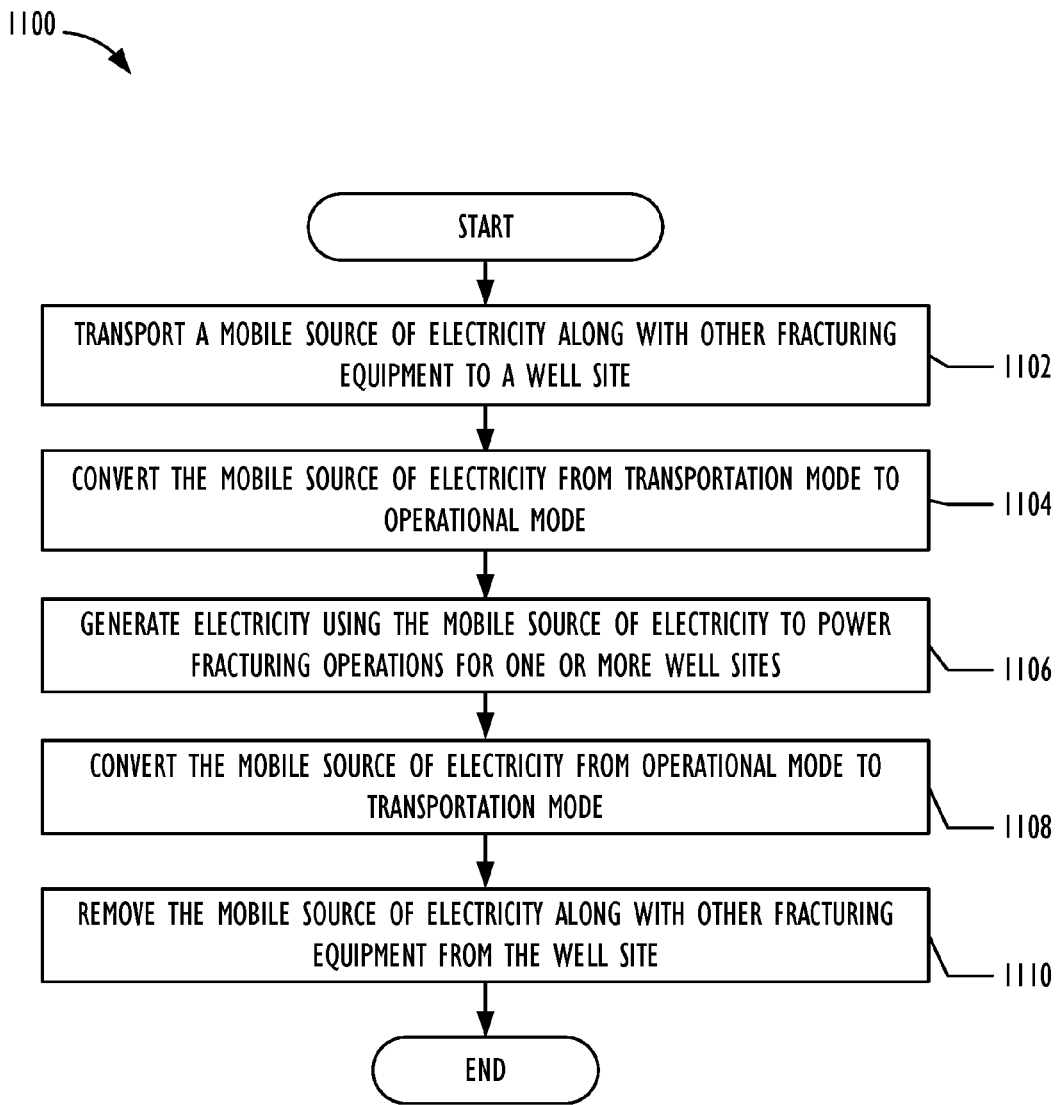 1100
START
TRANSPORT A MOBILE SOURCE OF ELECTRICITY ALONG WITH OTHER FRACTURING
EQUIPMENT TO A WELL SITE
1102
CONVERT THE MOBILE SOURCE OF ELECTRICITY FROM TRANSPORTATION MODE TO
OPERATIONAL MODE
1104
GENERATE ELECTRICITY USING THE MOBILE SOURCE OF ELECTRICITY TO POWER
FRACTURING OPERATIONS FOR ONE OR MORE WELL SITES
1106
CONVERT THE MOBILE SOURCE OF ELECTRICITY FROM OPERATIONAL MODE TO
TRANSPORTATION MODE
1108
REMOVE THE MOBILE SOURCE OF ELECTRICITY ALONG WITH OTHER FRACTURING
EQUIPMENT FROM THE WELL SITE
1110
END